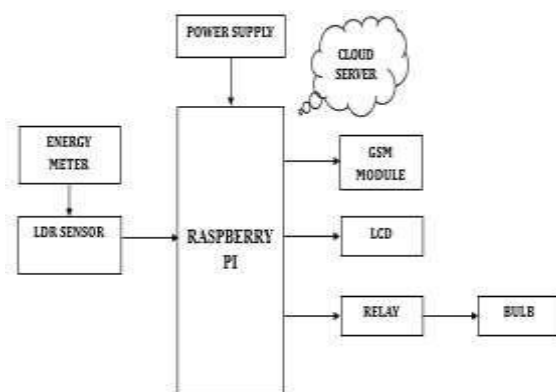 POWER SUPPLY
CLOUD
SERVER
ENERGY
METER
GSM
MODULE
LDR SENSOR
RASPBERRY
PI
LCD
RELAY
BULB